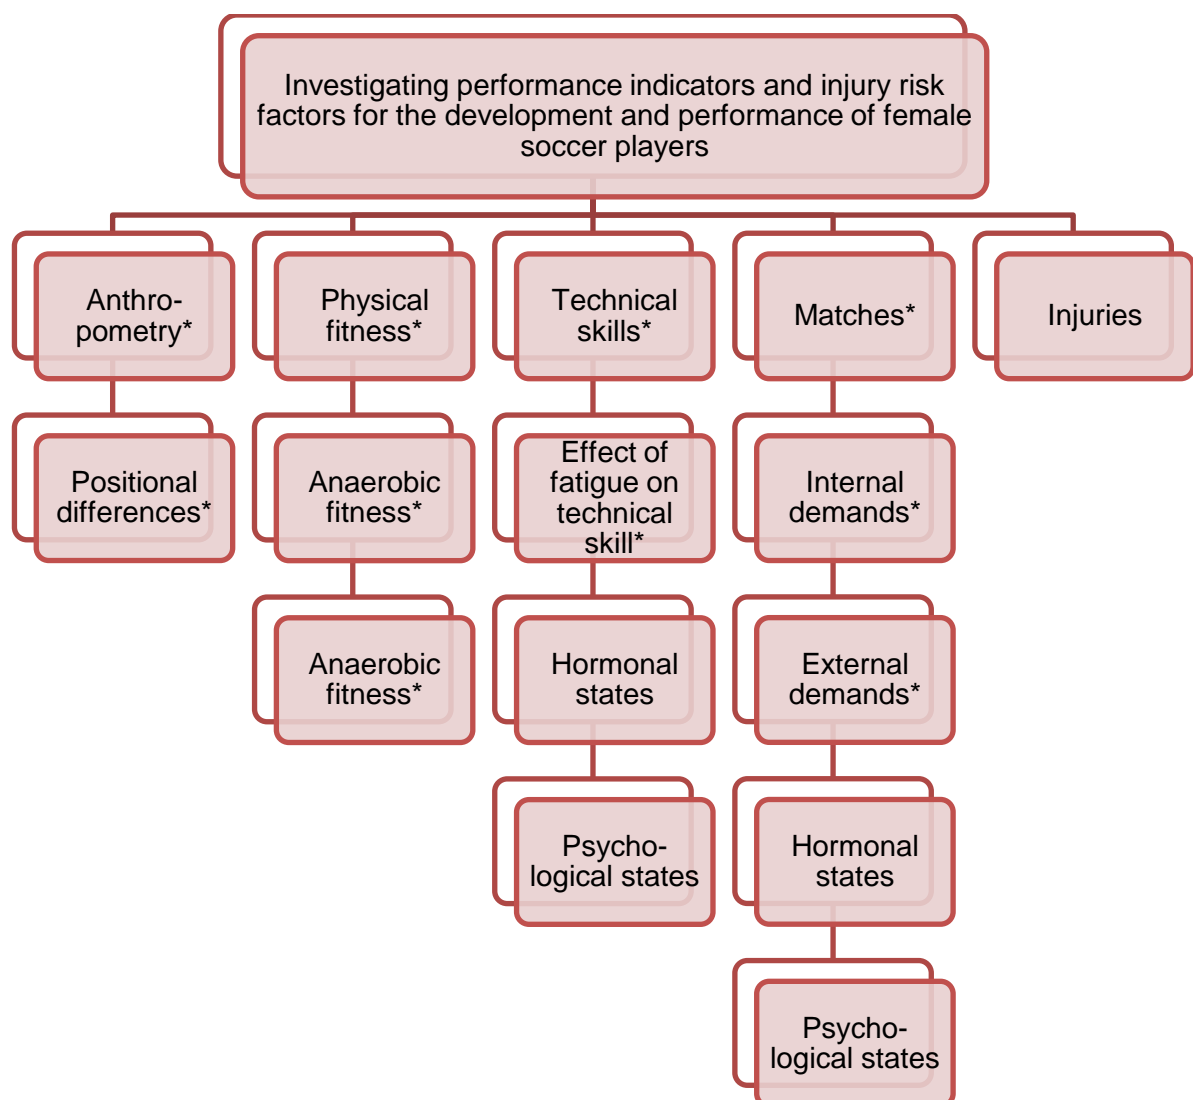 Investigating performance indicators and injury risk
factors for the development and performance of female
soccer players
Anthro-
pometry*
Physical
fitness*
Technical
skills*
Matches*
Injuries
Positional
differences*
Anaerobic
fitness*
Effect of
fatigue on
technical
skill*
Internal
demands*
Anaerobic
fitness*
Hormonal
states
External
demands*
Psycho-
logical states
Hormonal
states
Psycho-
logical states